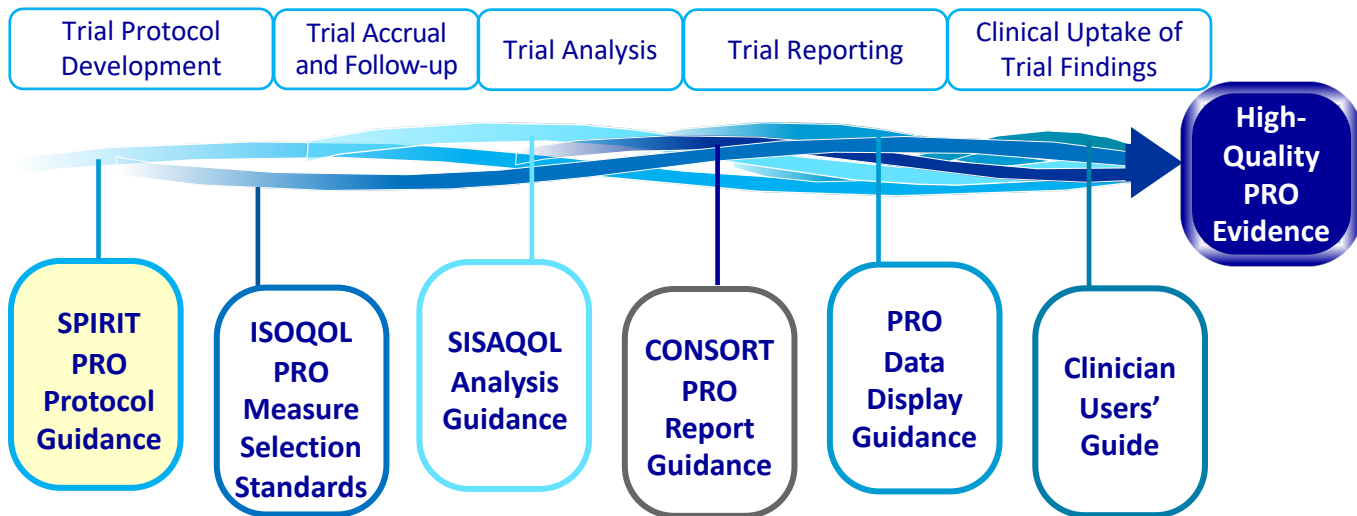 Trial Protocol
Development
Trial Accrual
and Follow-up
Trial Analysis
Trial Reporting
Clinical Uptake of
Trial Findings
High-
Quality
PRO
Evidence
SPIRIT
PRO
Protocol
Guidance
ISOQOL
PRO
Measure
Selection
Standards
SISAQOL
Analysis
Guidance
CONSORT
PRO
Report
Guidance
PRO
Data
Display
Guidance
Clinician
Users’
Guide